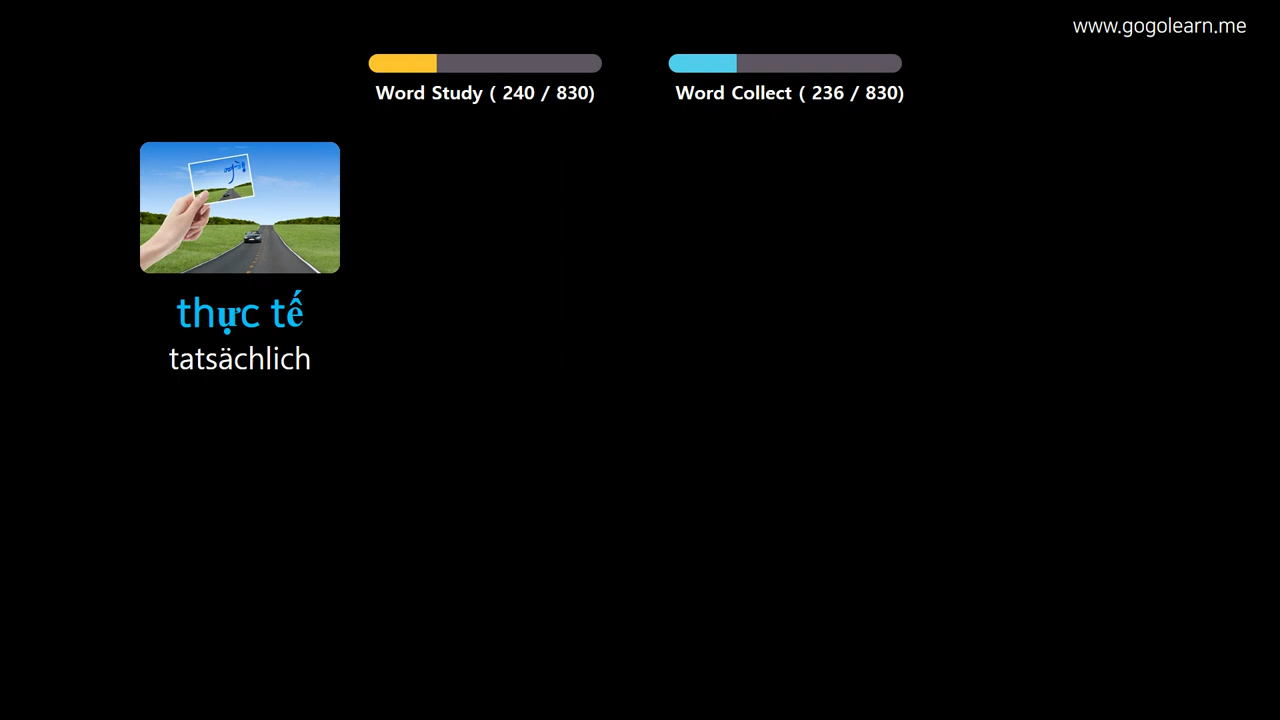 www.gogolearn.me
Word Study ( 240 / 830)
Word Collect ( 236 / 830)
thực tế
tatsächlich